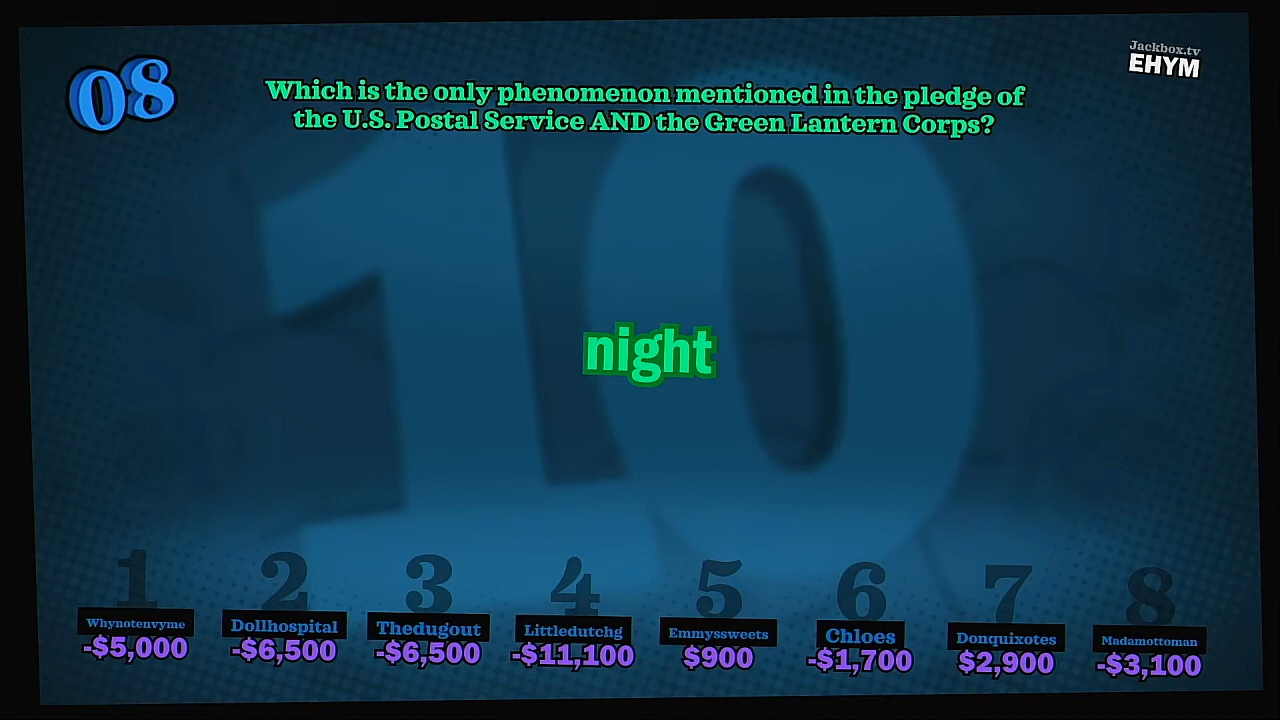 08
Jackbox.tv
EHYM
Which is the only phenomenon mentioned in the pledge of
the U.S. Postal Service AND the Green Lantern Corps?
10
night
1 2 3 4 5 6 7 8
Whynotenvyme Dollhospital Thedugout Littledutchg Emmyssweets Chloes Donquixotes Madamottoman
-$5,000 -$6,500 -$6,500 -$11,100 $900 -$1,700 $2,900 -$3,100